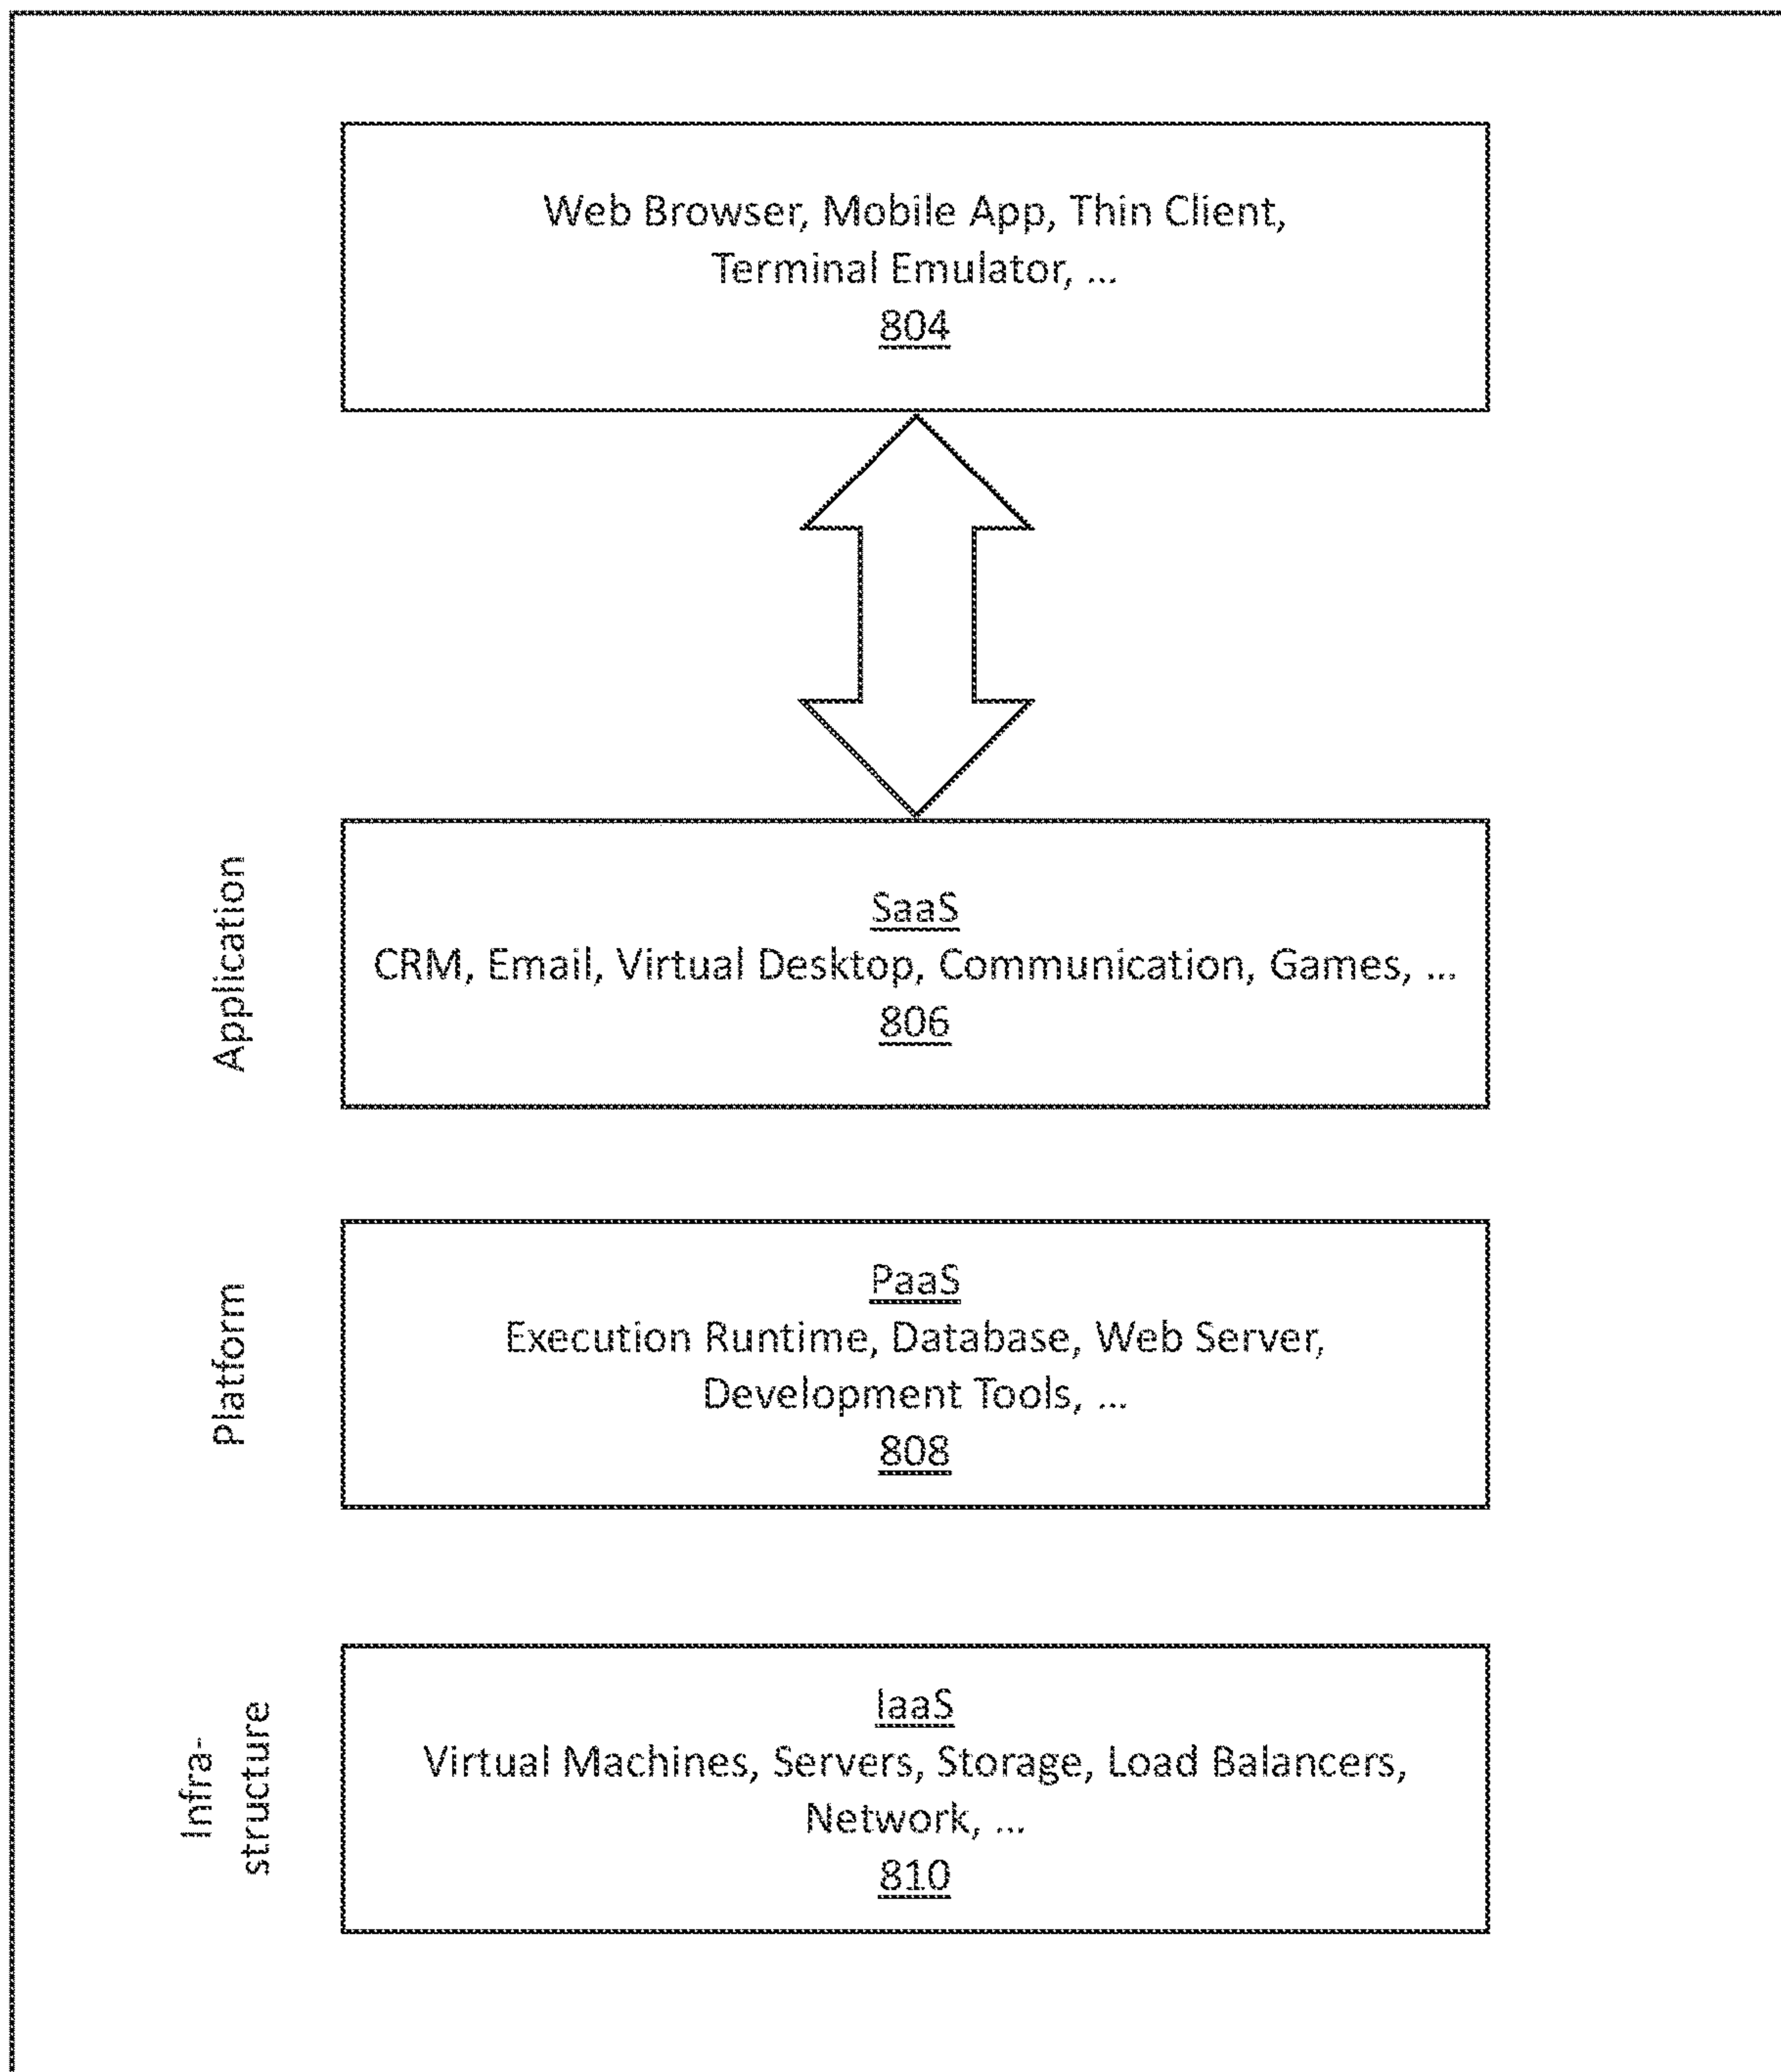 Web Browser, Mobile App, Thin Client,
Terminal Emulator, ...
804
Application
SaaS
CRM, Email, Virtual Desktop, Communication, Games, ...
806
Platform
PaaS
Execution Runtime, Database, Web Server,
Development Tools, ...
808
Infra-
structure
IaaS
Virtual Machines, Servers, Storage, Load Balancers,
Network, ...
810